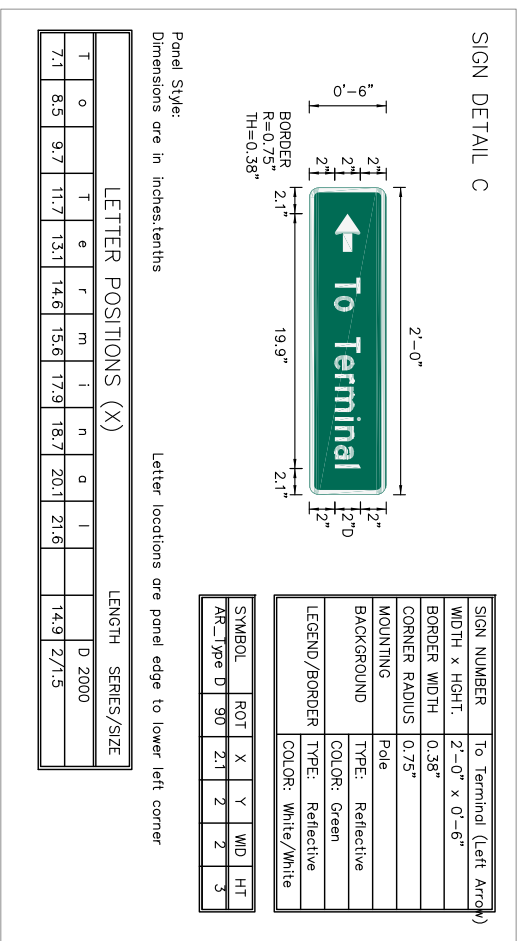 SIGN DETAIL C
2'-0"
0'-6"
2" 2" 2"
To Terminal
2" 2"D 2"
2.1" 19.9" 2.1"
BORDER
R=0.75"
TH=0.38"
SIGN NUMBER To Terminal (Left Arrow)
WIDTH x HGHT. 2'-0" x 0'-6"
BORDER WIDTH 0.38"
CORNER RADIUS 0.75"
MOUNTING Pole
BACKGROUND TYPE: Reflective
COLOR: Green
LEGEND/BORDER TYPE: Reflective
COLOR: White/White
SYMBOL ROT X Y WID HT
AR_Type D 90 2.1 2 2 3
Panel Style:
Dimensions are in inches.tenths
Letter locations are panel edge to lower left corner
LETTER POSITIONS (X) LENGTH SERIES/SIZE
T o T e r m i n a l D 2000
7.1 8.5 9.7 11.7 13.1 14.6 15.6 17.9 18.7 20.1 21.6 14.9 2/1.5